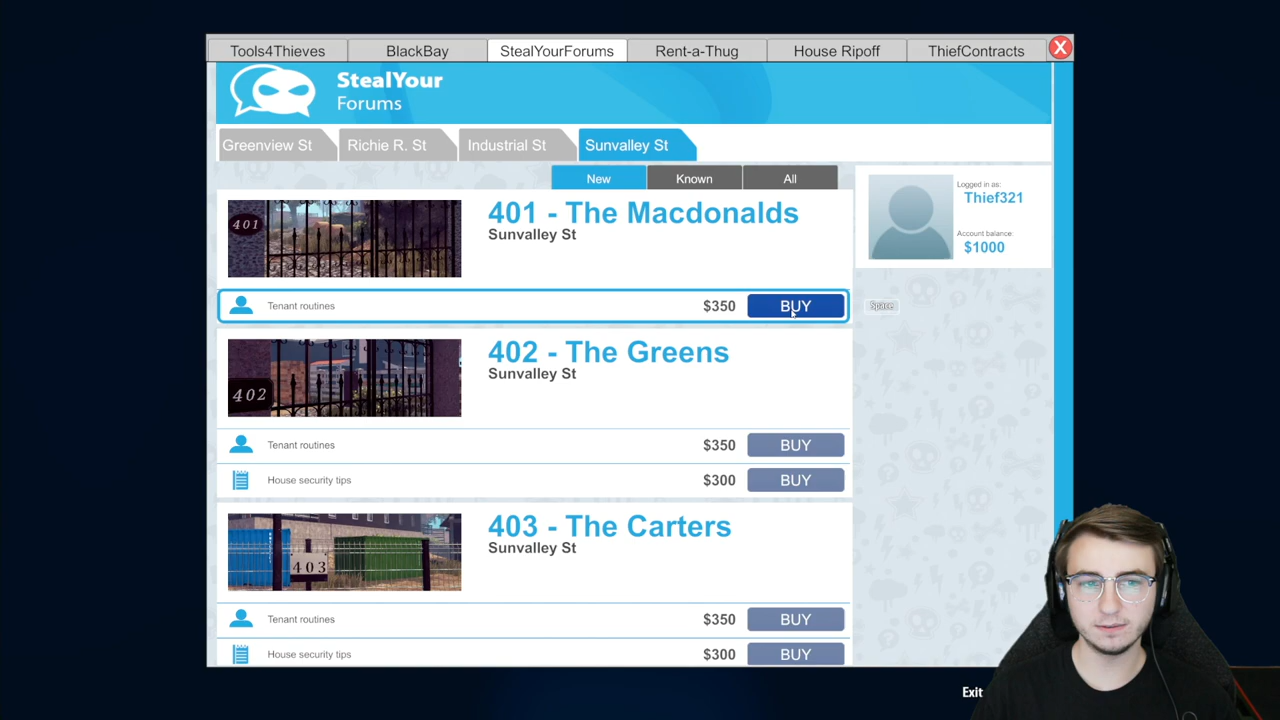 Tools4Thieves
BlackBay
StealYourForums
Rent-a-Thug
House Ripoff
ThiefContracts
X
StealYour
Forums
Greenview St
Richie R. St
Industrial St
Sunvalley St
New
Known
All
Logged in as:
Thief321
Account balance:
$1000
401
401 - The Macdonalds
Sunvalley St
Tenant routines
$350
BUY
Space
402
402 - The Greens
Sunvalley St
Tenant routines
$350
BUY
House security tips
$300
BUY
403
403 - The Carters
Sunvalley St
Tenant routines
$350
BUY
House security tips
$300
BUY
Exit